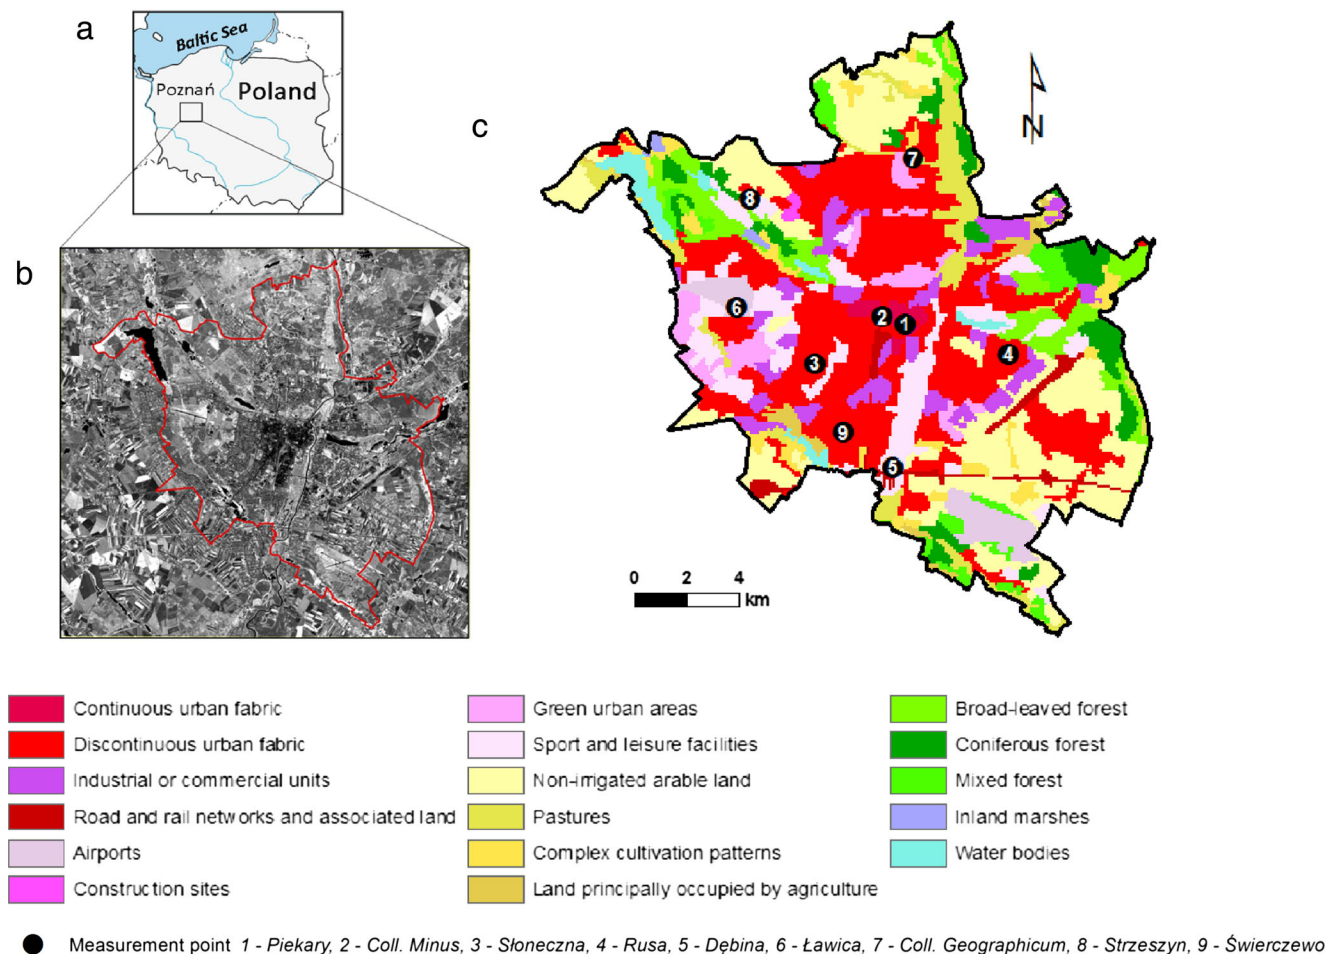 a
Baltic Sea
Poznań
Poland
b
c
N
7
8
6
2
1
3
4
9
5
0 2 4
km
Continuous urban fabric
Discontinuous urban fabric
Industrial or commercial units
Road and rail networks and associated land
Airports
Construction sites
Green urban areas
Sport and leisure facilities
Non-irrigated arable land
Pastures
Complex cultivation patterns
Land principally occupied by agriculture
Broad-leaved forest
Coniferous forest
Mixed forest
Inland marshes
Water bodies
Measurement point 1 - Piekary, 2 - Coll. Minus, 3 - Słoneczna, 4 - Rusa, 5 - Dębina, 6 - Ławica, 7 - Coll. Geographicum, 8 - Strzeszyn, 9 - Świerczewo